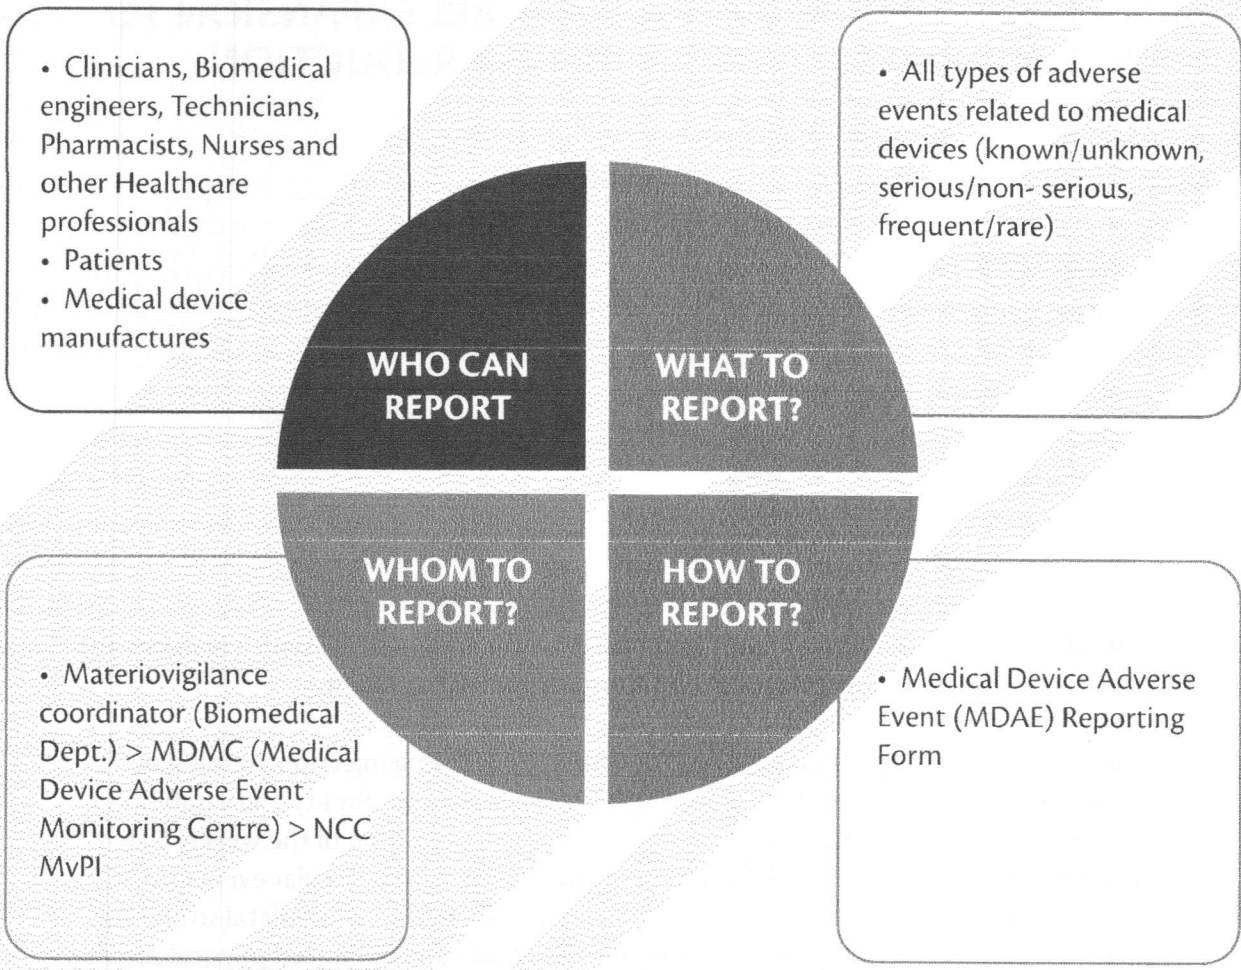 • Clinicians, Biomedical
engineers, Technicians,
Pharmacists, Nurses and
other Healthcare
professionals
• Patients
• Medical device
manufactures
• All types of adverse
events related to medical
devices (known/unknown,
serious/non- serious,
frequent/rare)
WHO CAN
REPORT
WHAT TO
REPORT?
WHOM TO
REPORT?
HOW TO
REPORT?
• Materiovigilance
coordinator (Biomedical
Dept.) > MDMC (Medical
Device Adverse Event
Monitoring Centre) > NCC
MvPI
• Medical Device Adverse
Event (MDAE) Reporting
Form